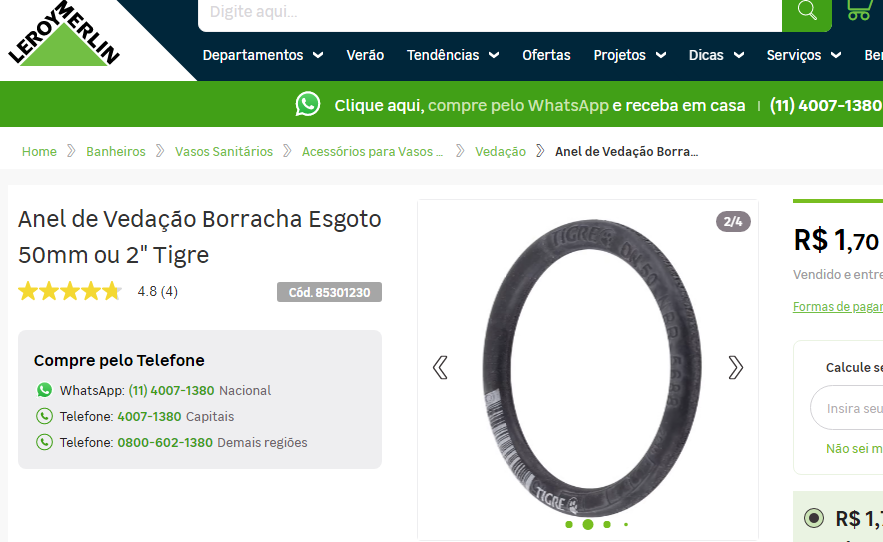 LEROY MERLIN
Digite aqui...
Departamentos Verão Tendências Ofertas Projetos Dicas Serviços
Clique aqui, compre pelo WhatsApp e receba em casa | (11) 4007-1380
Home Banheiros Vasos Sanitários Acessórios para Vasos ... Vedação Anel de Vedação Borra...
Anel de Vedação Borracha Esgoto
50mm ou 2" Tigre
4.8 (4)
Cód. 85301230
Compre pelo Telefone
WhatsApp: (11) 4007-1380 Nacional
Telefone: 4007-1380 Capitais
Telefone: 0800-602-1380 Demais regiões
2/4
TIGRE DN 50
TIGRE
R$ 1,70
Vendido e entre
Formas de pagar
Calcule se
Insira seu
Não sei m
R$ 1,7